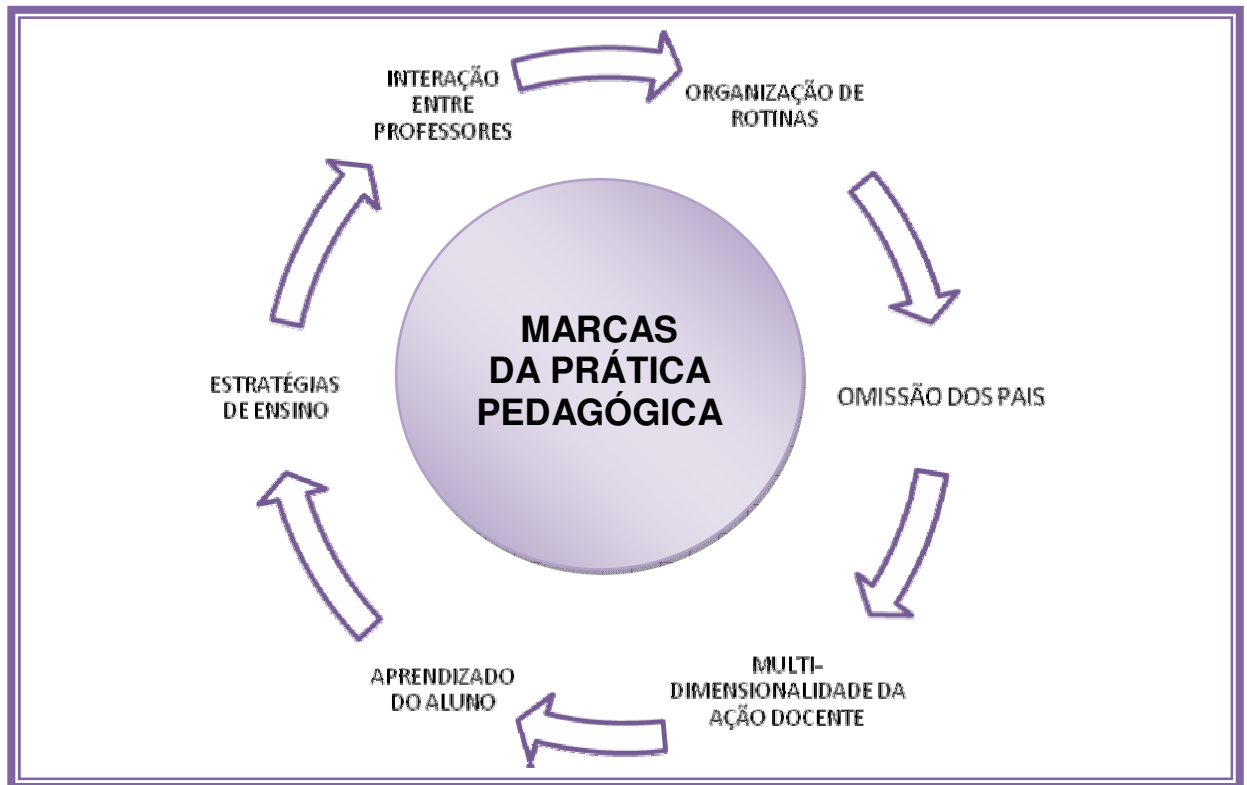 INTERAÇÃO
ENTRE
PROFESSORES
ORGANIZAÇÃO DE
ROTINAS
MARCAS
DA PRÁTICA
PEDAGÓGICA
ESTRATÉGIAS
DE ENSINO
OMISSÃO DOS PAIS
APRENDIZADO
DO ALUNO
MULTI-
DIMENSIONALIDADE DA
AÇÃO DOCENTE